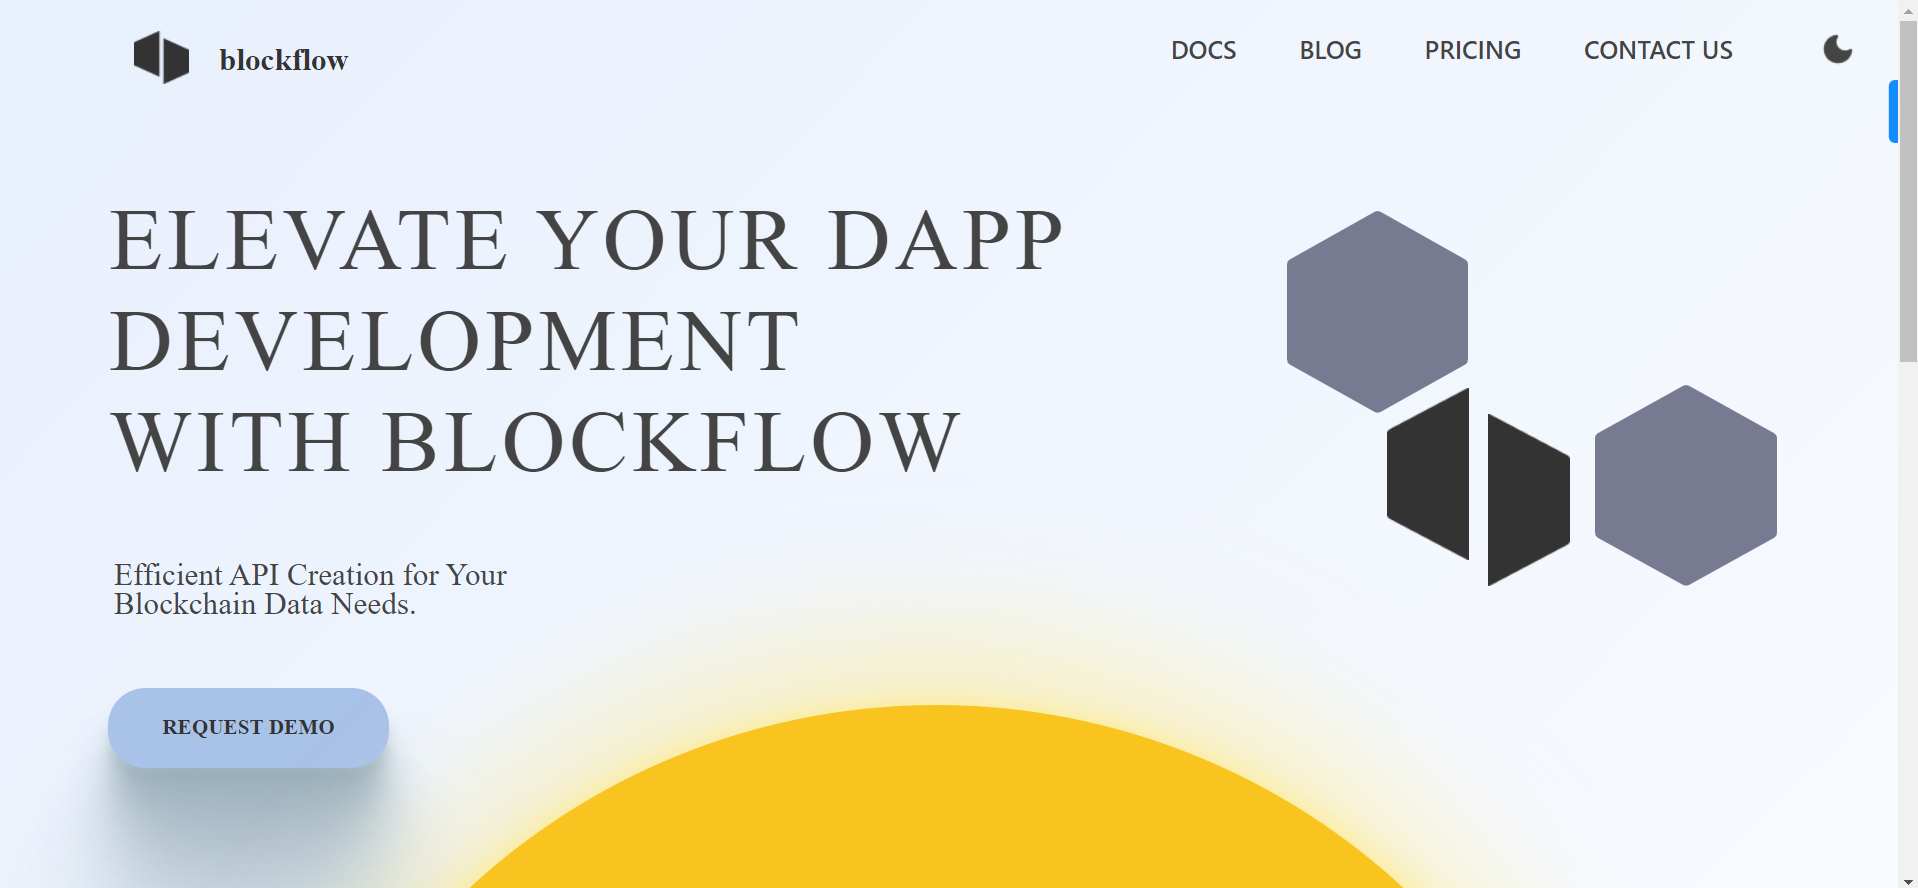 blockflow
DOCS
BLOG
PRICING
CONTACT US
ELEVATE YOUR DAPP
DEVELOPMENT
WITH BLOCKFLOW
Efficient API Creation for Your
Blockchain Data Needs.
REQUEST DEMO